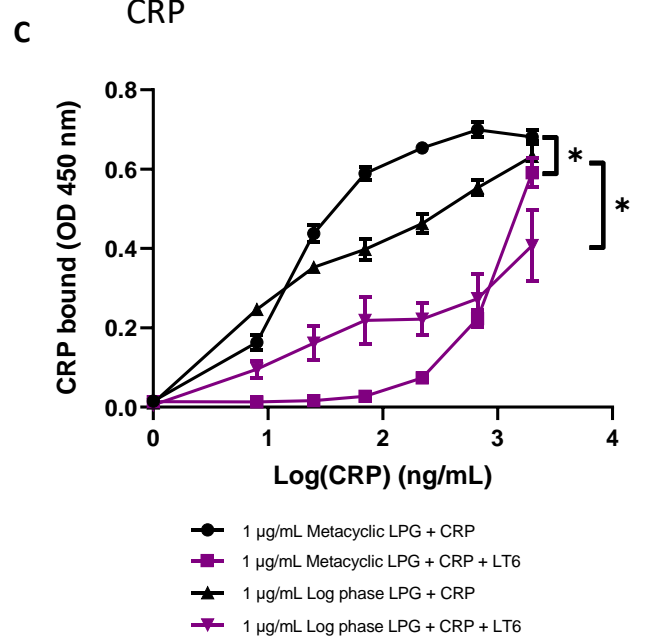 CRP
C
0.8
0.6
0.4
0.2
0.0
CRP bound (OD 450 nm)
*
*
0 1 2 3 4
Log(CRP) (ng/mL)
1 µg/mL Metacyclic LPG + CRP
1 µg/mL Metacyclic LPG + CRP + LT6
1 µg/mL Log phase LPG + CRP
1 µg/mL Log phase LPG + CRP + LT6